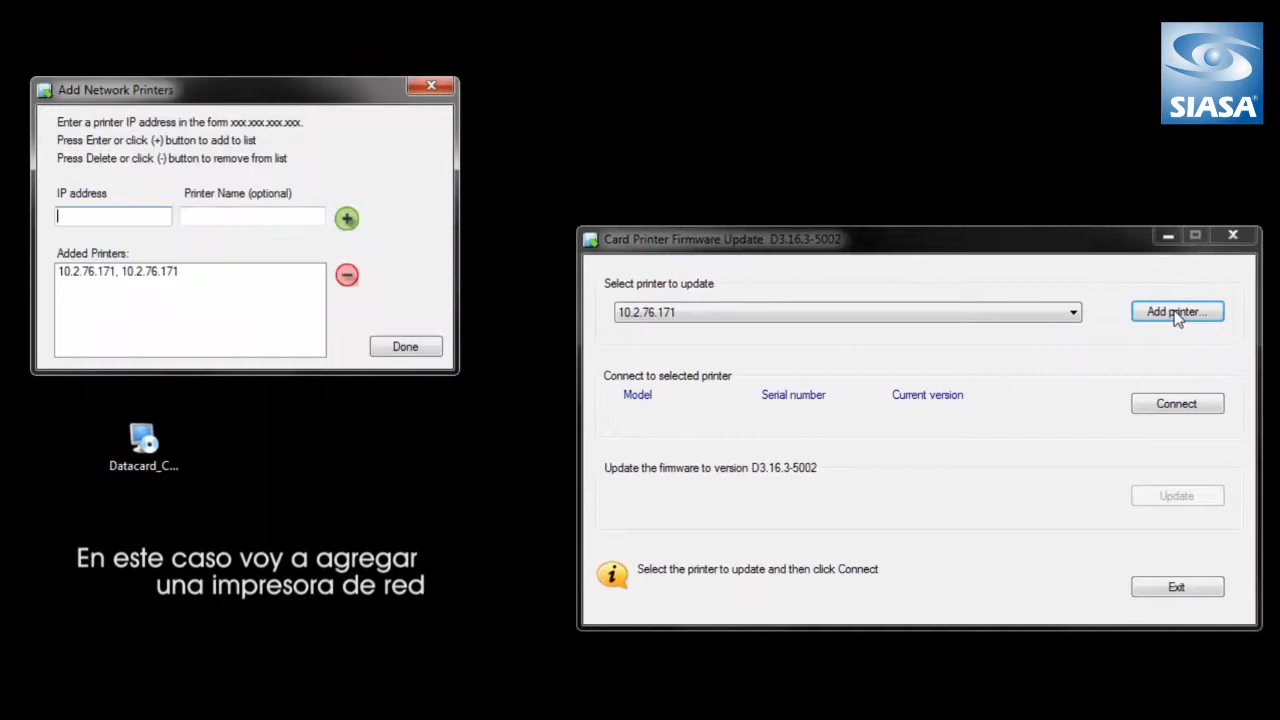 SIASA
Add Network Printers
Enter a printer IP address in the form xxx.xxx.xxx.xxx.
Press Enter or click (+) button to add to list
Press Delete or click (-) button to remove from list
IP address Printer Name (optional)
Added Printers:
10.2.76.171, 10.2.76.171
Done
Datacard_C...
En este caso voy a agregar
una impresora de red
Card Printer Firmware Update D3.16.3-5002
Select printer to update
10.2.76.171 Add printer...
Connect to selected printer
Model Serial number Current version
Connect
Update the firmware to version D3.16.3-5002
Update
Select the printer to update and then click Connect
Exit